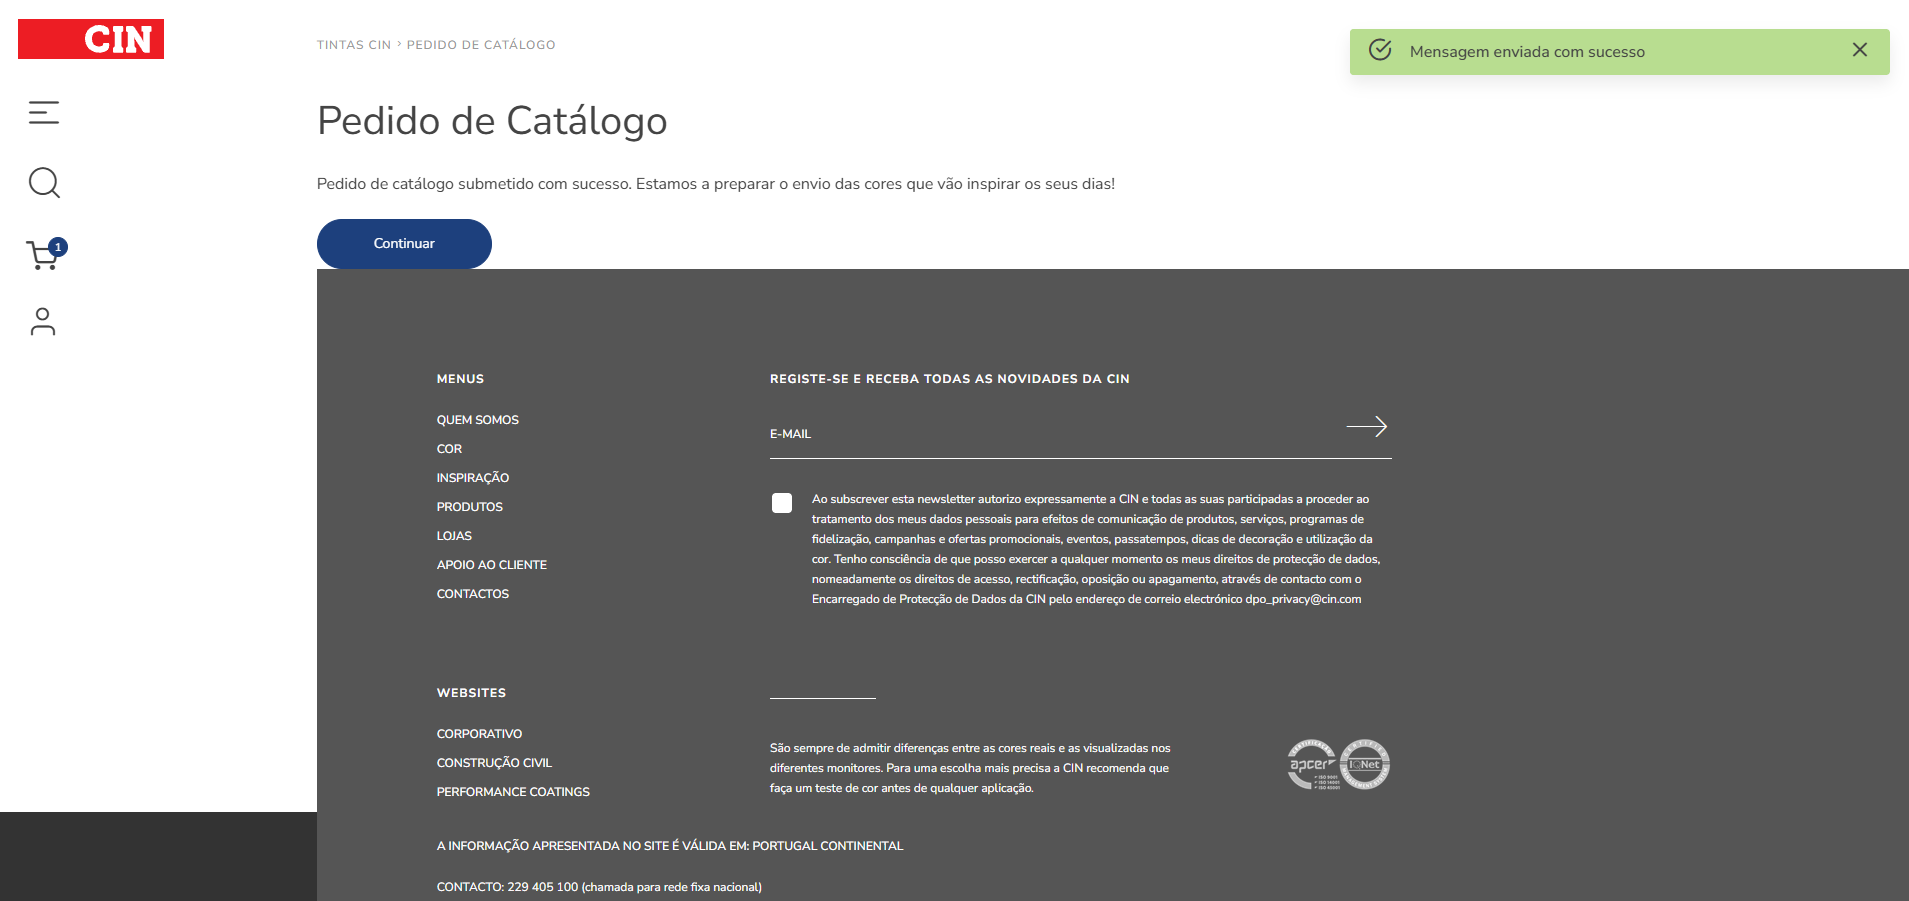 CIN
TINTAS CIN > PEDIDO DE CATÁLOGO
Mensagem enviada com sucesso
Pedido de Catálogo
Pedido de catálogo submetido com sucesso. Estamos a preparar o envio das cores que vão inspirar os seus dias!
1
Continuar
MENUS
QUEM SOMOS
COR
INSPIRAÇÃO
PRODUTOS
LOJAS
APOIO AO CLIENTE
CONTACTOS
REGISTE-SE E RECEBA TODAS AS NOVIDADES DA CIN
E-MAIL
Ao subscrever esta newsletter autorizo expressamente a CIN e todas as suas participadas a proceder ao
tratamento dos meus dados pessoais para efeitos de comunicação de produtos, serviços, programas de
fidelização, campanhas e ofertas promocionais, eventos, passatempos, dicas de decoração e utilização da
cor. Tenho consciência de que posso exercer a qualquer momento os meus direitos de protecção de dados,
nomeadamente os direitos de acesso, rectificação, oposição ou apagamento, através de contacto com o
Encarregado de Protecção de Dados da CIN pelo endereço de correio electrónico dpo_privacy@cin.com
WEBSITES
CORPORATIVO
CONSTRUÇÃO CIVIL
PERFORMANCE COATINGS
São sempre de admitir diferenças entre as cores reais e as visualizadas nos
diferentes monitores. Para uma escolha mais precisa a CIN recomenda que
faça um teste de cor antes de qualquer aplicação.
apcer
IQNet
A INFORMAÇÃO APRESENTADA NO SITE É VÁLIDA EM: PORTUGAL CONTINENTAL
CONTACTO: 229 405 100 (chamada para rede fixa nacional)